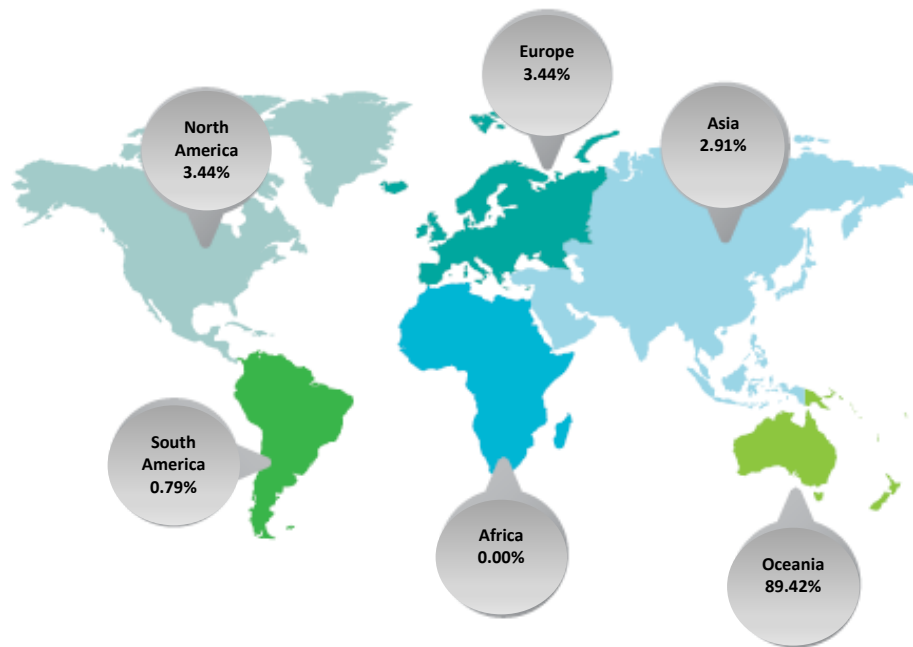 Europe
3.44%
North
America
3.44%
Asia
2.91%
South
America
0.79%
Africa
0.00%
Oceania
89.42%